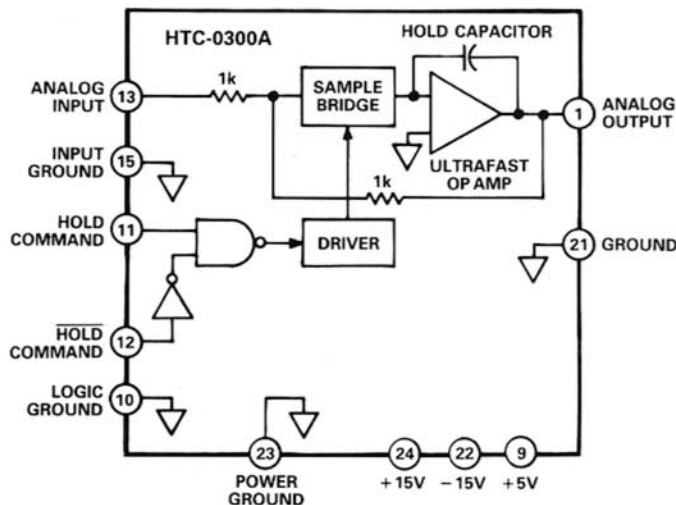 HTC-0300A
HOLD CAPACITOR
1k
ANALOG
INPUT
13
SAMPLE
BRIDGE
1
ANALOG
OUTPUT
INPUT
GROUND
15
ULTRAFAST
OP AMP
1k
HOLD
COMMAND
11
DRIVER
21
GROUND
HOLD
COMMAND
12
LOGIC
GROUND
10
23
POWER
GROUND
24
+15V
22
−15V
9
+5V